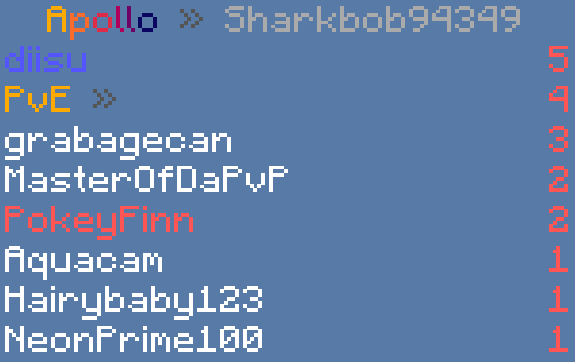 Apollo » Sharkbob94349
diisu 5
PvE » 4
grabagecan 3
MasterOfDaPvP 2
PokeyFinn 2
Aquacam 1
Hairybaby123 1
NeonPrime100 1